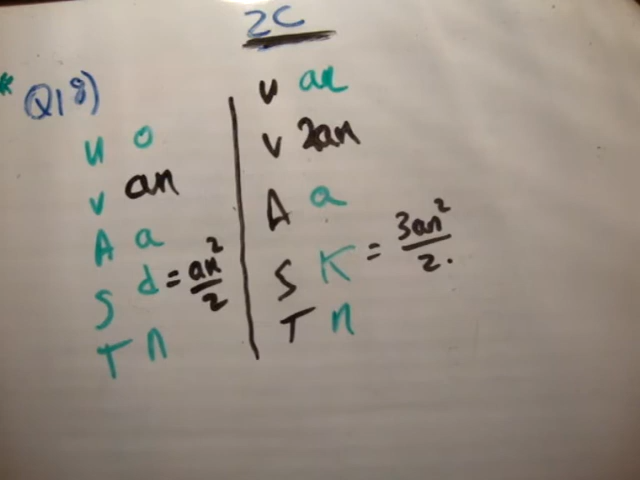 2C
* Q18)
u 0
v an
A a
S d = an²/2
T n
u an
v 2an
A a
S K = 3an²/2.
T n